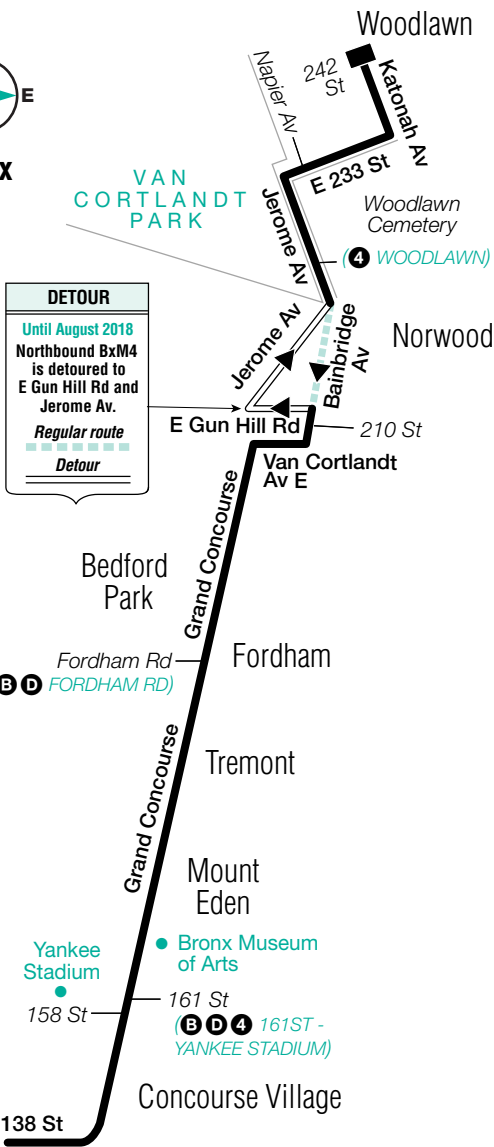 Woodlawn
242
St
Katonah Av
Napier Av
E
X
E 233 St
VAN
CORTLANDT
PARK
Jerome Av
Woodlawn
Cemetery
(4 WOODLAWN)
DETOUR
Until August 2018
Northbound BxM4
is detoured to
E Gun Hill Rd and
Jerome Av.
Regular route
Detour
Jerome Av
Bainbridge
Av
Norwood
E Gun Hill Rd
210 St
Van Cortlandt
Av E
Grand Concourse
Bedford
Park
Fordham Rd
B D FORDHAM RD)
Fordham
Tremont
Grand Concourse
Mount
Eden
Bronx Museum
of Arts
Yankee
Stadium
161 St
158 St
(B D 4 161ST -
YANKEE STADIUM)
Concourse Village
138 St